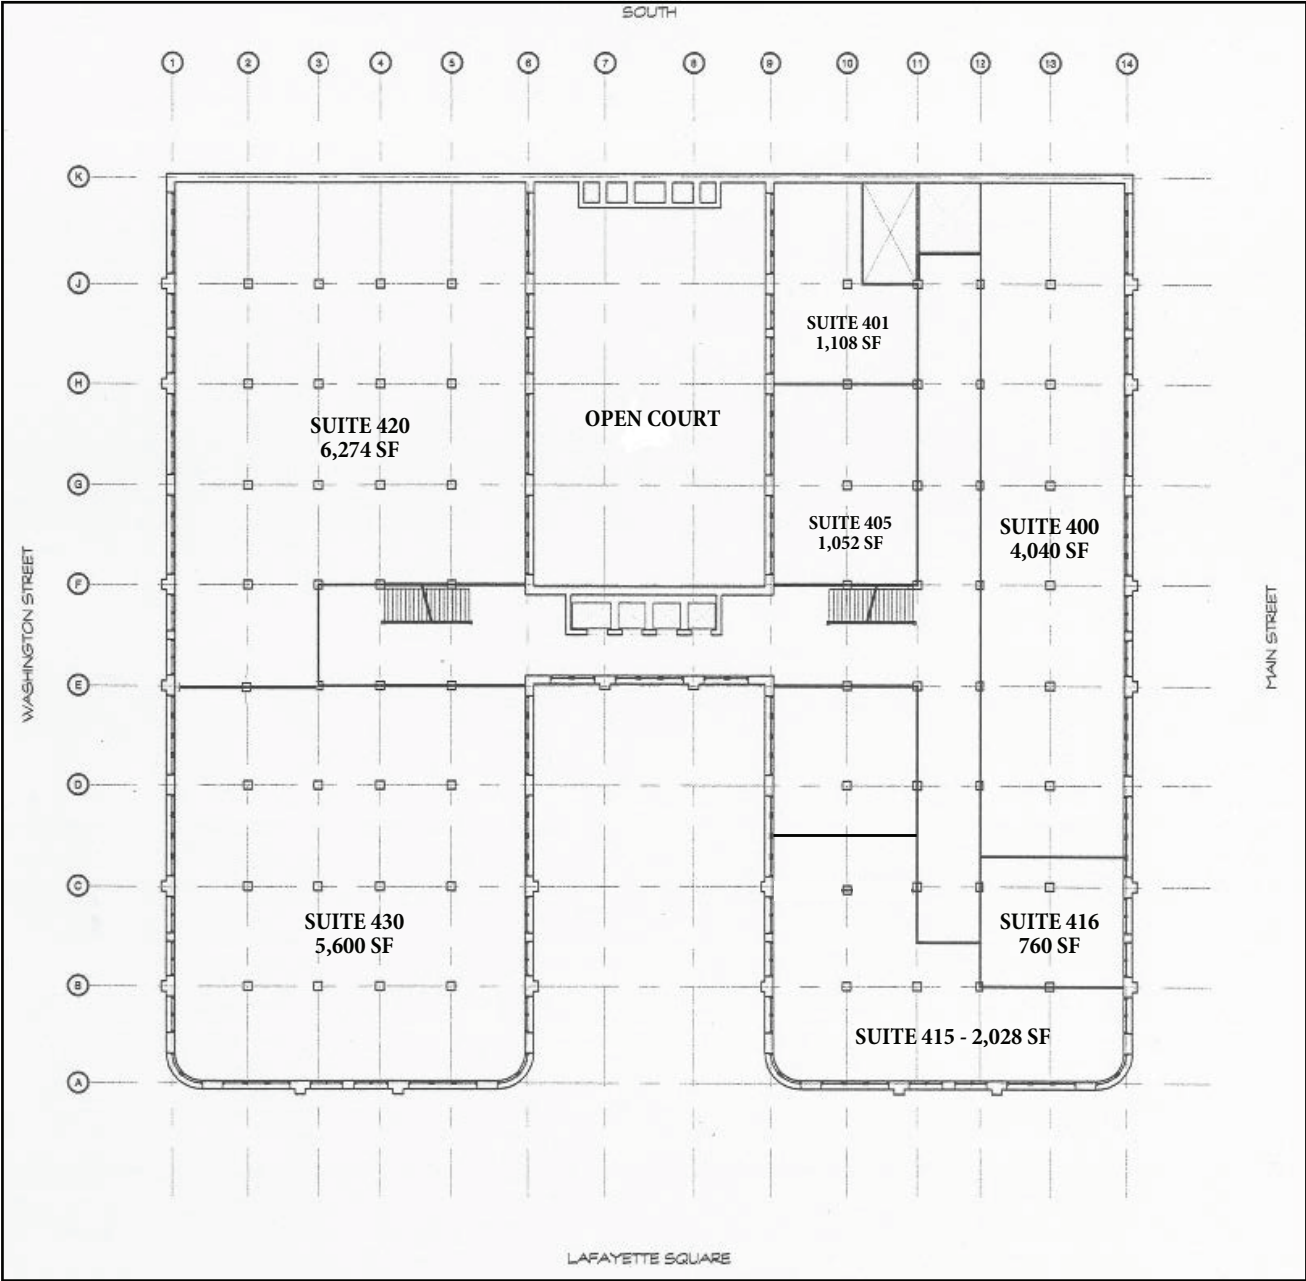 SOUTH
1 2 3 4 5 6 7 8 9 10 11 12 13 14
K
J
SUITE 401
1,108 SF
H
SUITE 420
6,274 SF
OPEN COURT
G
SUITE 405
1,052 SF
SUITE 400
4,040 SF
F
WASHINGTON STREET
MAIN STREET
E
D
C
SUITE 430
5,600 SF
SUITE 416
760 SF
B
SUITE 415 - 2,028 SF
A
LAFAYETTE SQUARE